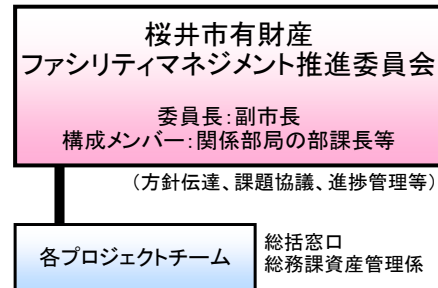 桜井市有財産
ファシリティマネジメント推進委員会
委員長：副市長
構成メンバー：関係部局の部課長等
（方針伝達、課題協議、進捗管理等）
各プロジェクトチーム
総括窓口
総務課資産管理係